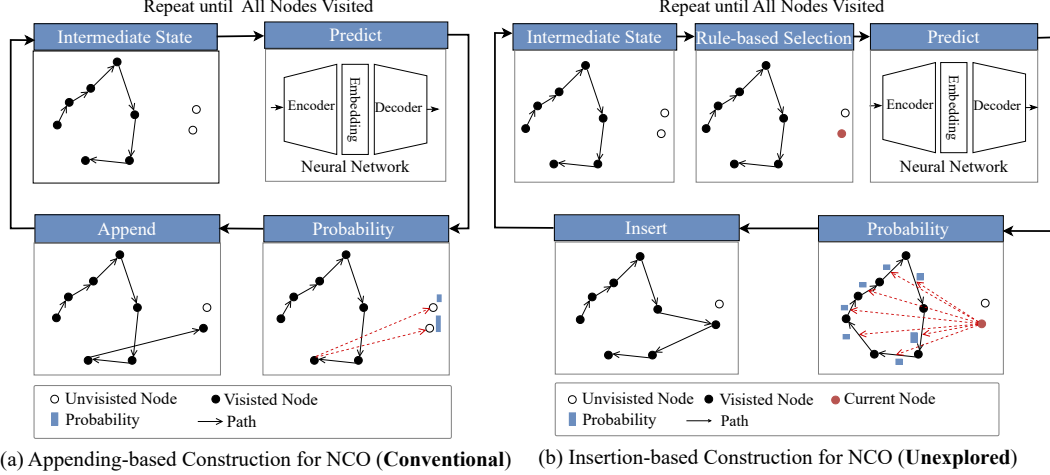 Repeat until All Nodes Visited
Intermediate State
Predict
Encoder
Embedding
Decoder
Neural Network
Append
Probability
Unvisisted Node
Visisted Node
Probability
Path
(a) Appending-based Construction for NCO (Conventional)
Repeat until All Nodes Visited
Intermediate State
Rule-based Selection
Predict
Encoder
Embedding
Decoder
Neural Network
Insert
Probability
Unvisisted Node
Visisted Node
Current Node
Probability
Path
(b) Insertion-based Construction for NCO (Unexplored)